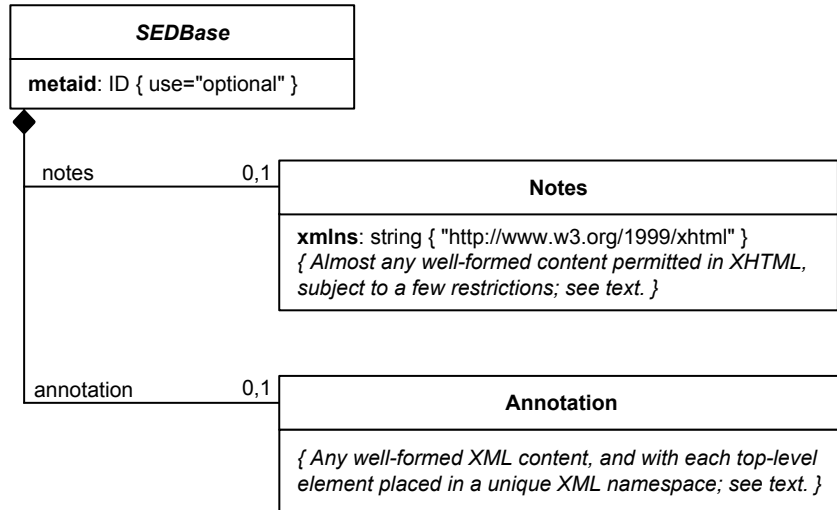 SEDBase
metaid: ID { use="optional" }
notes 0,1
Notes
xmlns: string { "http://www.w3.org/1999/xhtml" }
{ Almost any well-formed content permitted in XHTML,
subject to a few restrictions; see text. }
annotation 0,1
Annotation
{ Any well-formed XML content, and with each top-level
element placed in a unique XML namespace; see text. }